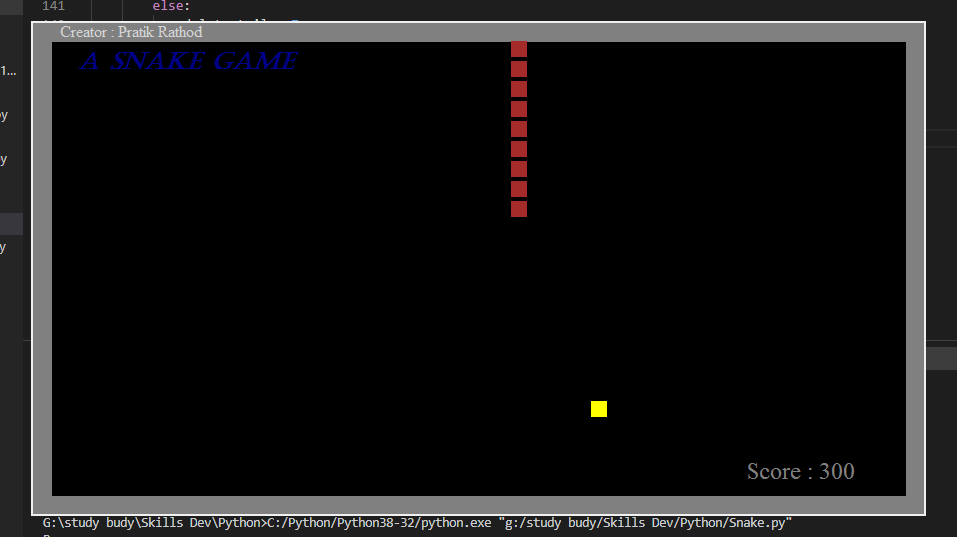 141 else:
Creator : Pratik Rathod
A SNAKE GAME
1...
y
Score : 300
G:\study budy\Skills Dev\Python>C:/Python/Python38-32/python.exe "g:/study budy/Skills Dev/Python/Snake.py"